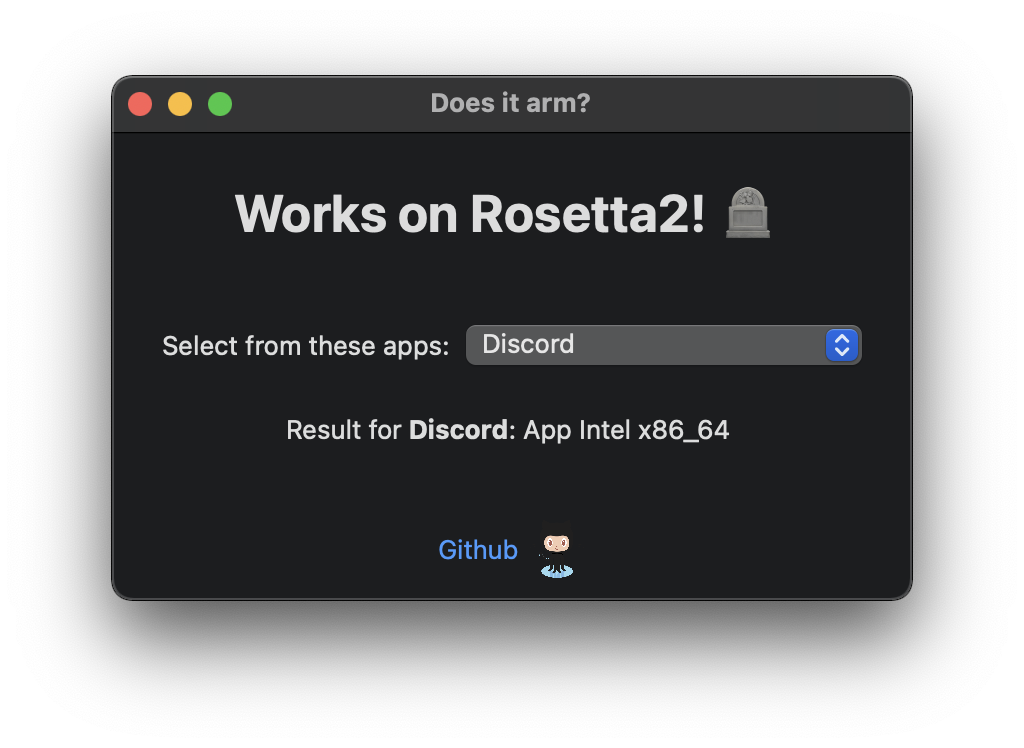 Does it arm?
Works on Rosetta2! 🪦
Select from these apps: Discord
Result for Discord: App Intel x86_64
Github